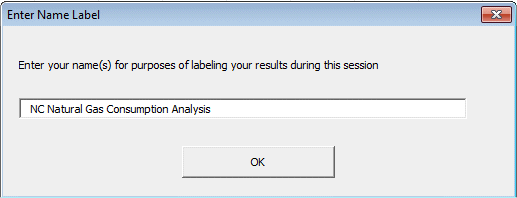 Enter Name Label
Enter your name(s) for purposes of labeling your results during this session
NC Natural Gas Consumption Analysis
OK